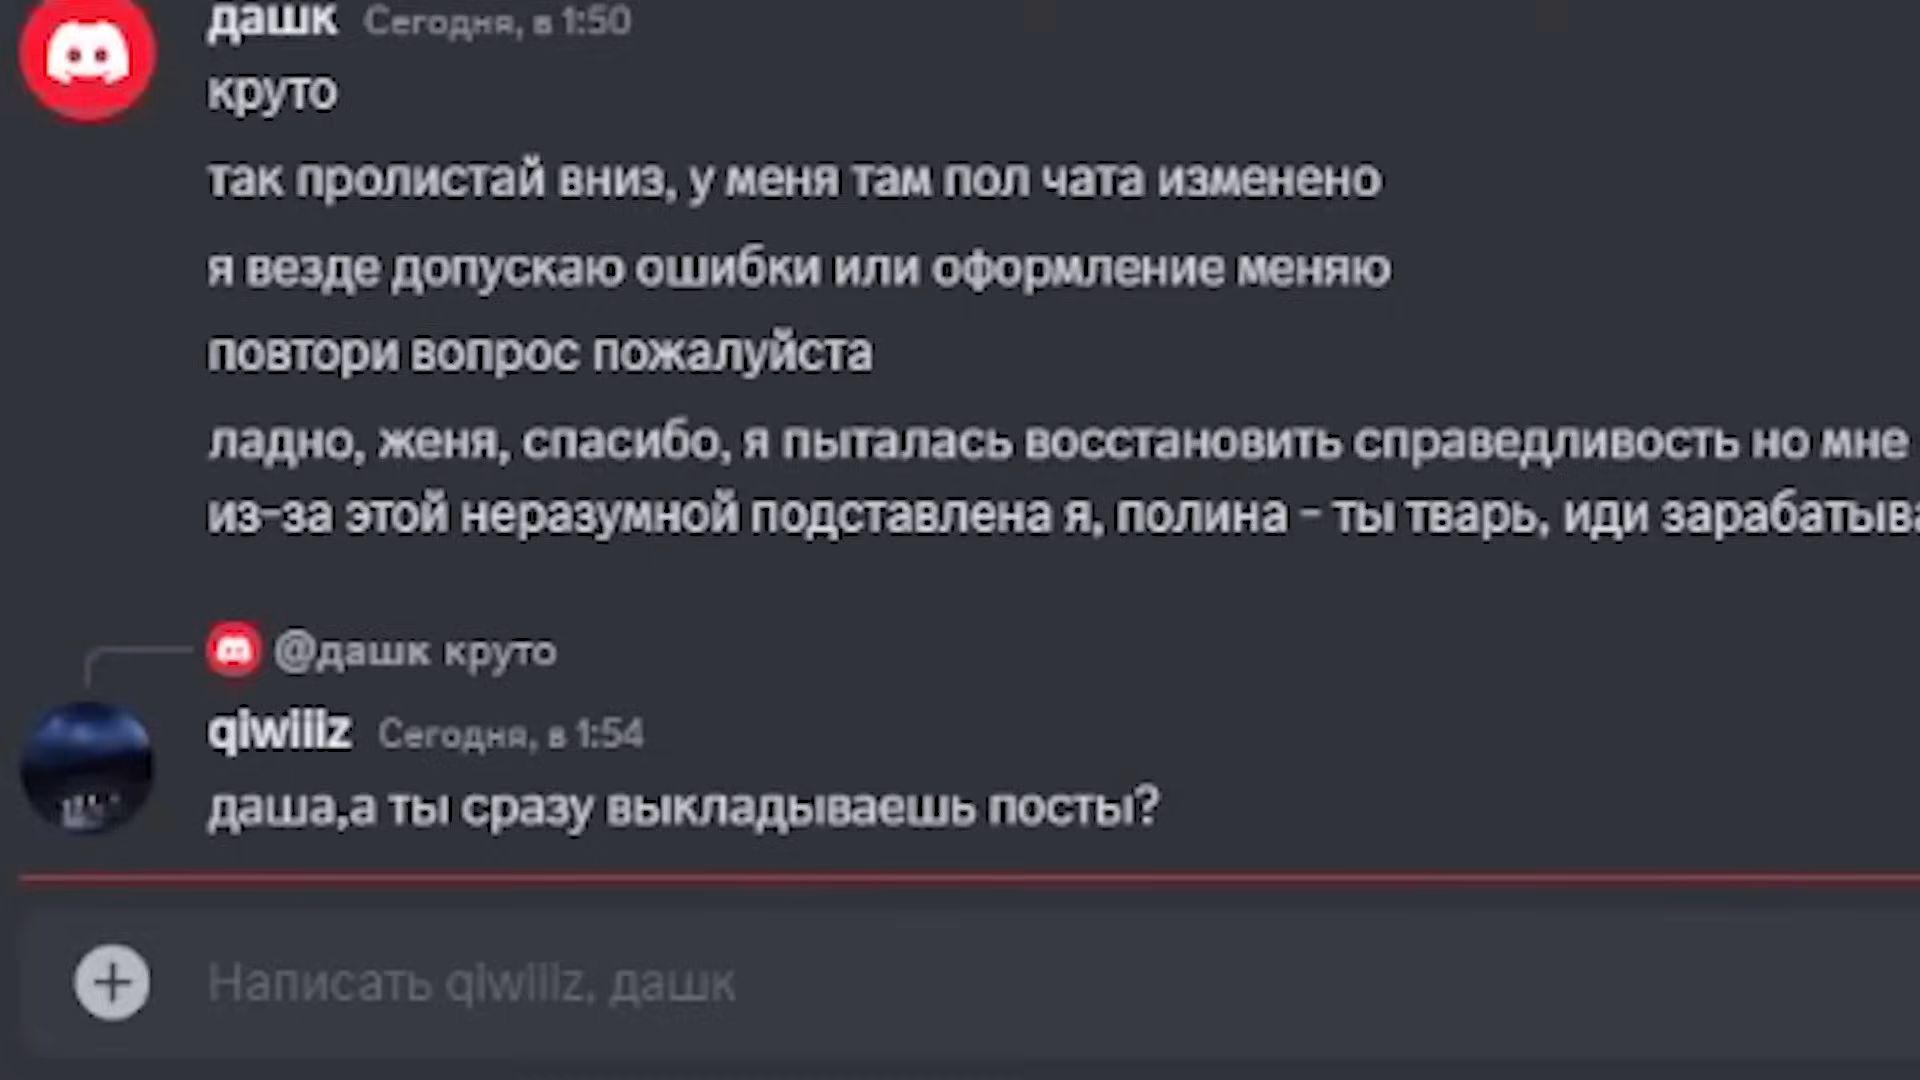 дашк Сегодня, в 1:50
круто
так пролистай вниз, у меня там пол чата изменено
я везде допускаю ошибки или оформление меняю
повтори вопрос пожалуйста
ладно, женя, спасибо, я пыталась восстановить справедливость но мне
из-за этой неразумной подставлена я, полина - ты тварь, иди зарабатыва
@дашк круто
qiwiiiz Сегодня, в 1:54
даша,а ты сразу выкладываешь посты?
Написать qiwiiiz, дашк